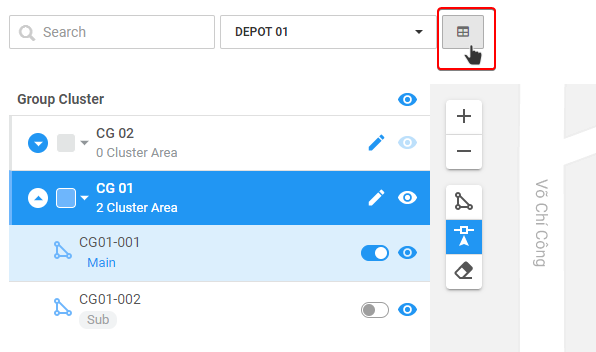 Search
DEPOT 01
Group Cluster
CG 02
0 Cluster Area
CG 01
2 Cluster Area
CG01-001
Main
CG01-002
Sub
Võ Chí Công